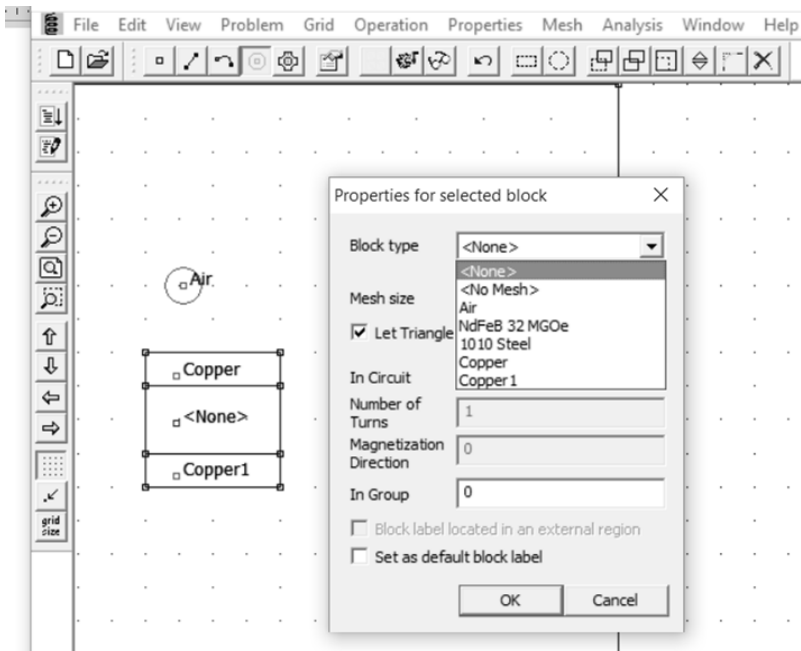 File Edit View Problem Grid Operation Properties Mesh Analysis Window Help
grid
size
Air
Copper
<None>
Copper1
Properties for selected block
Block type
<None>
<None>
<No Mesh>
Air
NdFeB 32 MGOe
1010 Steel
Copper
Copper1
Mesh size
Let Triangle
In Circuit
Number of
Turns
1
Magnetization
Direction
0
In Group
0
Block label located in an external region
Set as default block label
OK Cancel